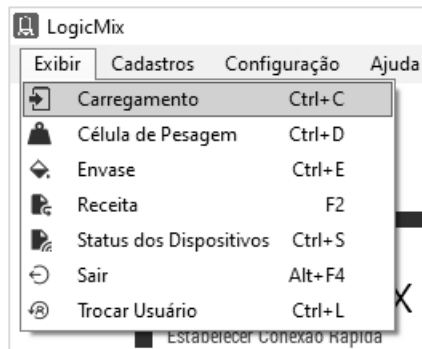 LogicMix
Exibir Cadastros Configuração Ajuda
Carregamento Ctrl+C
Célula de Pesagem Ctrl+D
Envase Ctrl+E
Receita F2
Status dos Dispositivos Ctrl+S
Sair Alt+F4
X
Trocar Usuário Ctrl+L
Estabelecer Conexão Rápida